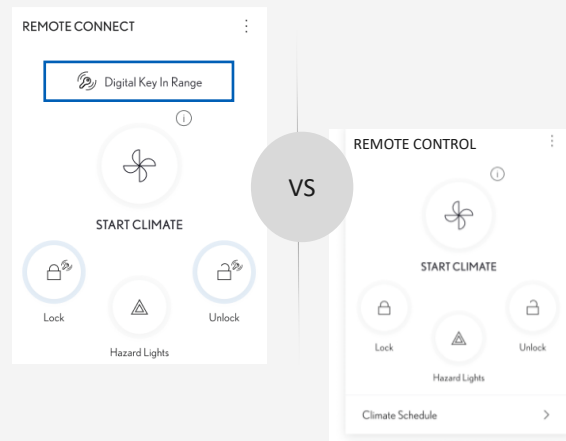 REMOTE CONNECT
Digital Key In Range
START CLIMATE
Lock
Unlock
Hazard Lights
VS
REMOTE CONTROL
START CLIMATE
Lock
Unlock
Hazard Lights
Climate Schedule